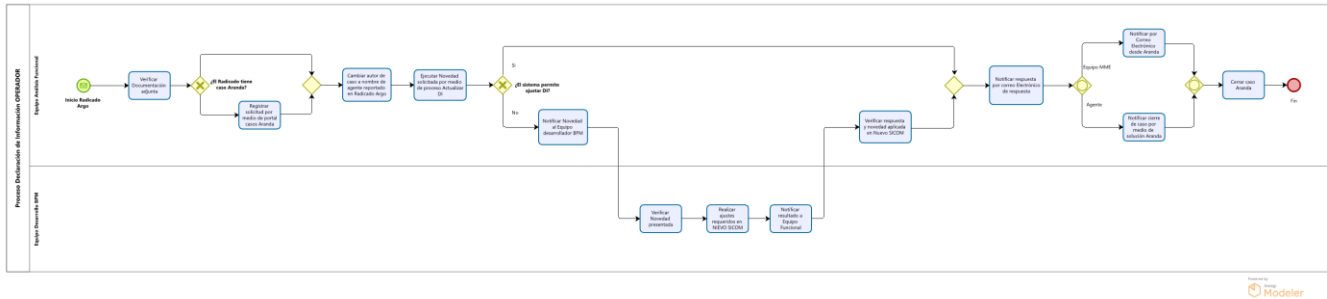 Proceso Declaración de Información OPERADOR
Equipo Análisis Funcional
Inicio Radicado
Argo
Verificar
Documentación
adjunta
¿El Radicado tiene
caso Aranda?
Registrar
solicitud por
medio de portal
casos Aranda
Cambiar autor de
caso a nombre de
agente reportado
en Radicado Argo
Ejecutar Novedad
solicitada por medio
de proceso Actualizar
DI
Si
¿El sistema permite
ajustar DI?
No
Notificar Novedad
al Equipo
desarrollador BPM
Verificar respuesta
y novedad aplicada
en Nuevo SICOM
Notificar respuesta
por correo Electrónico
de respuesta
Equipo MME
Notificar por
Correo
Electrónico
desde Aranda
Agente
Notificar cierre
de caso por
medio de
solución Aranda
Cerrar caso
Aranda
Fin
Equipo Desarrollo BPM
Verificar
Novedad
presentada
Realizar
ajustes
requeridos en
NUEVO SICOM
Notificar
resultado a
Equipo
Funcional
Powered by
bizagi
Modeler